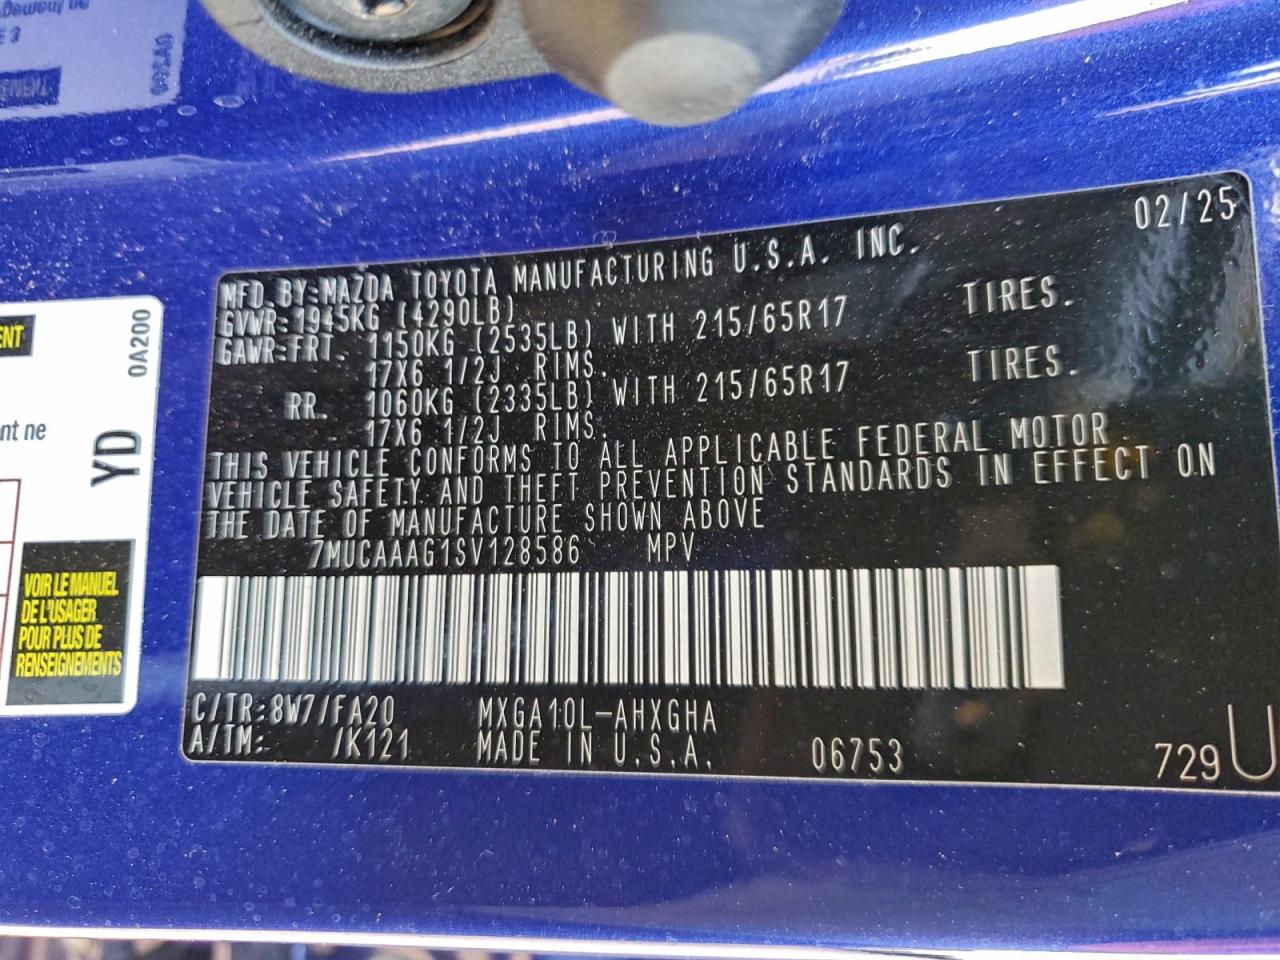 02/25
MFD.BY:MAZDA TOYOTA MANUFACTURING U.S.A. INC.
GVWR:1945KG (4290LB)
GAWR:FRT. 1150KG (2535LB) WITH 215/65R17 TIRES.
17X6 1/2J RIMS.
RR. 1060KG (2335LB) WITH 215/65R17 TIRES.
17X6 1/2J RIMS.
THIS VEHICLE CONFORMS TO ALL APPLICABLE FEDERAL MOTOR
VEHICLE SAFETY AND THEFT PREVENTION STANDARDS IN EFFECT ON
THE DATE OF MANUFACTURE SHOWN ABOVE
7MUCAAAG1SV128586 MPV
C/TR:8W7/FA20 MXGA10L-AHXGHA
A/TM: /K121 MADE IN U.S.A. 06753
729U
ENT
0A200
nt ne
YD
VOIR LE MANUEL
DE L'USAGER
POUR PLUS DE
RENSEIGNEMENTS